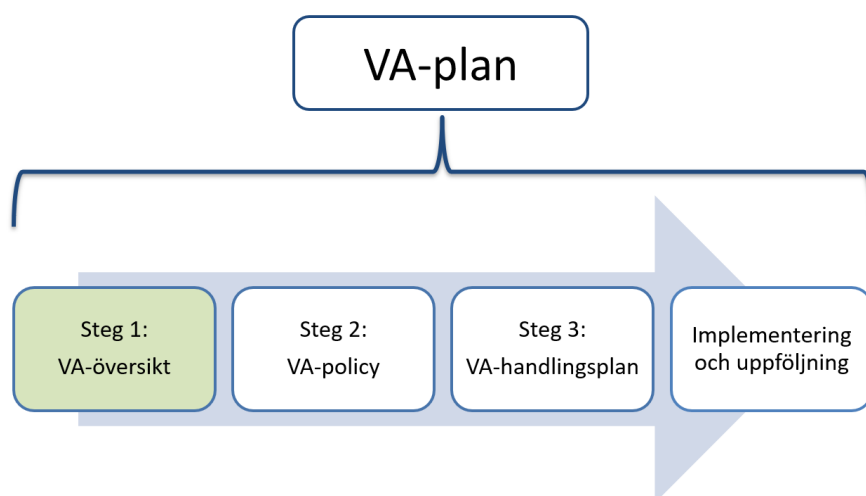 VA-plan
Steg 1:
VA-översikt
Steg 2:
VA-policy
Steg 3:
VA-handlingsplan
Implementering
och uppföljning